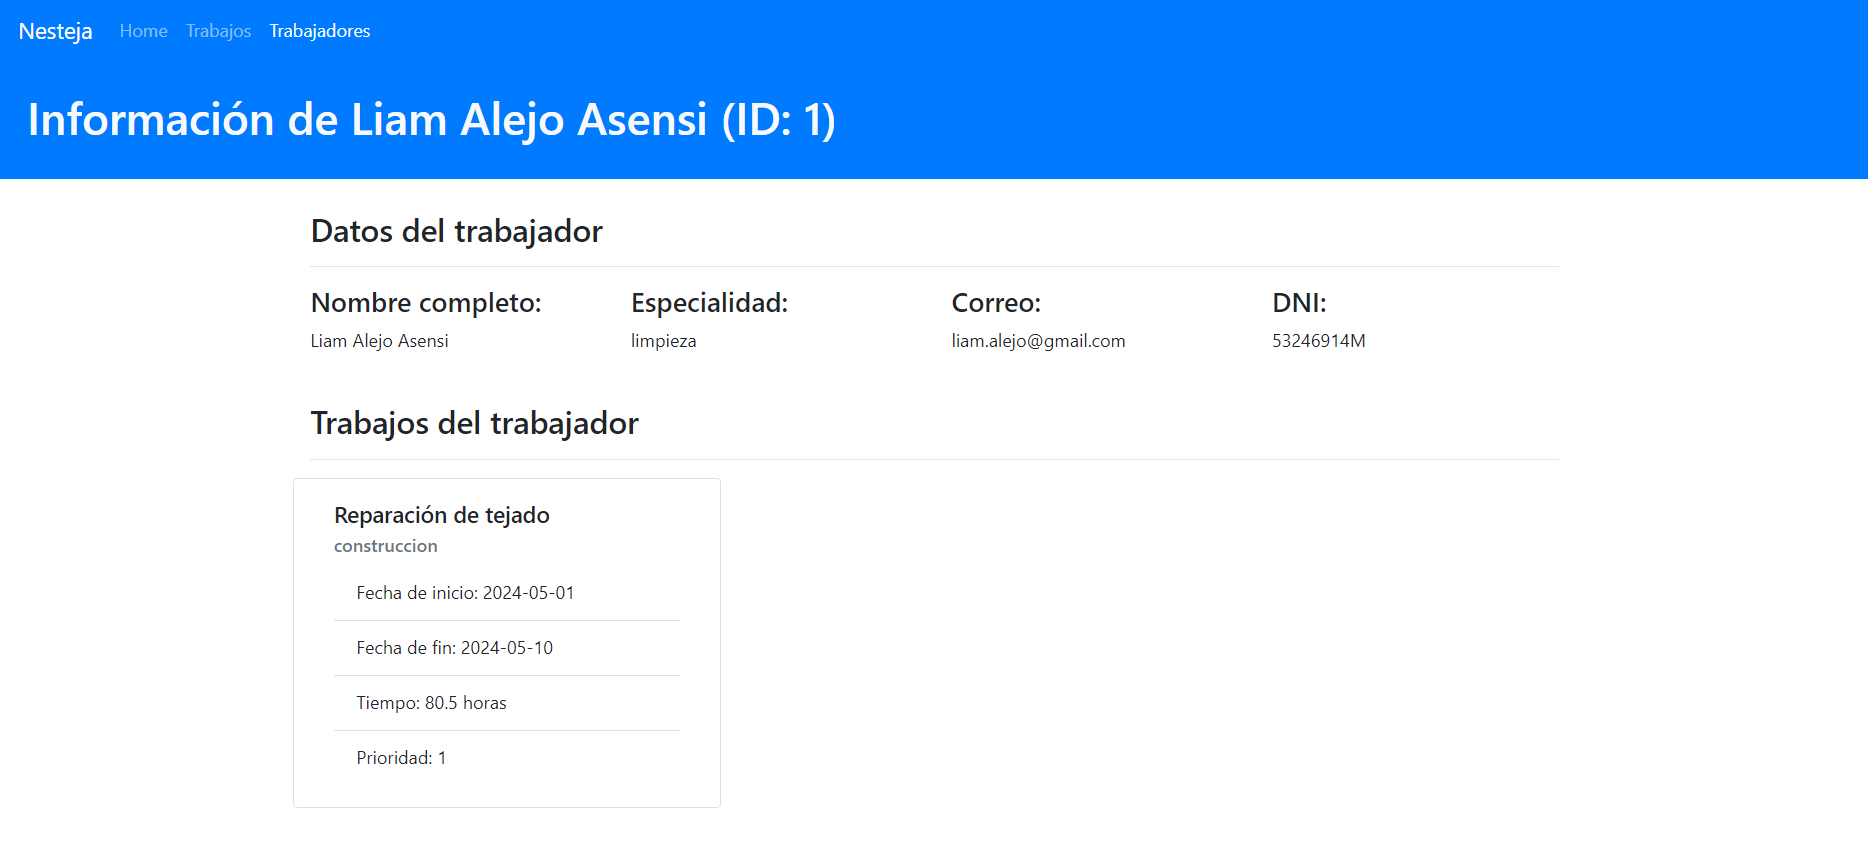 Nesteja Home Trabajos Trabajadores
Información de Liam Alejo Asensi (ID: 1)
Datos del trabajador
Nombre completo: Especialidad: Correo: DNI:
Liam Alejo Asensi limpieza liam.alejo@gmail.com 53246914M
Trabajos del trabajador
Reparación de tejado
construccion
Fecha de inicio: 2024-05-01
Fecha de fin: 2024-05-10
Tiempo: 80.5 horas
Prioridad: 1